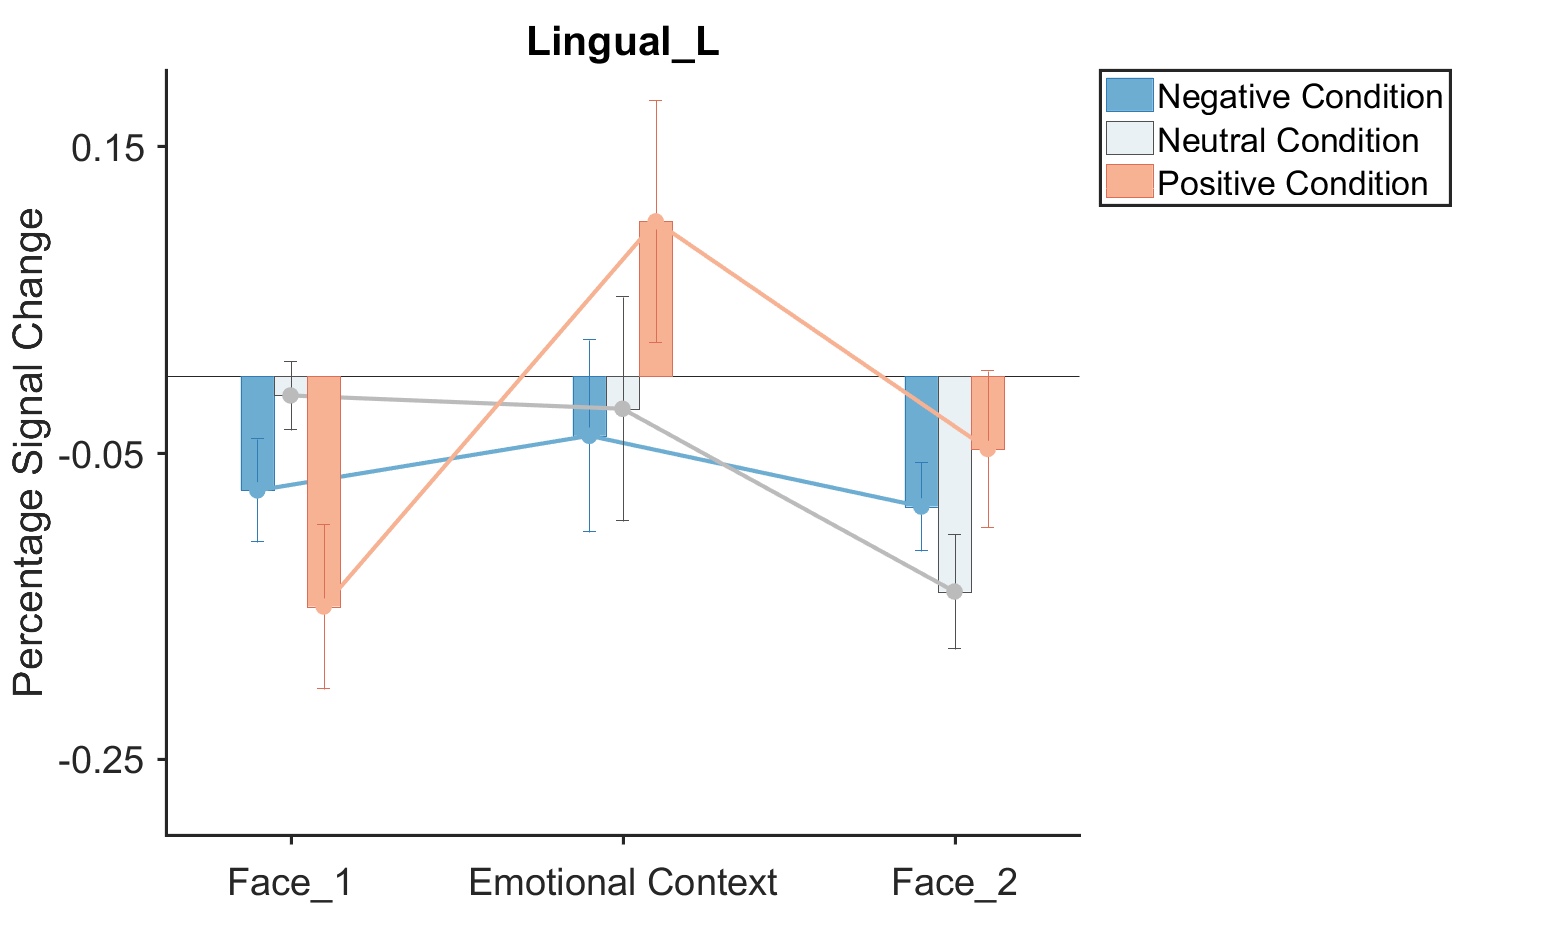 Lingual_L
Negative Condition
Neutral Condition
Positive Condition
Percentage Signal Change
0.15
-0.05
-0.25
Face_1
Emotional Context
Face_2